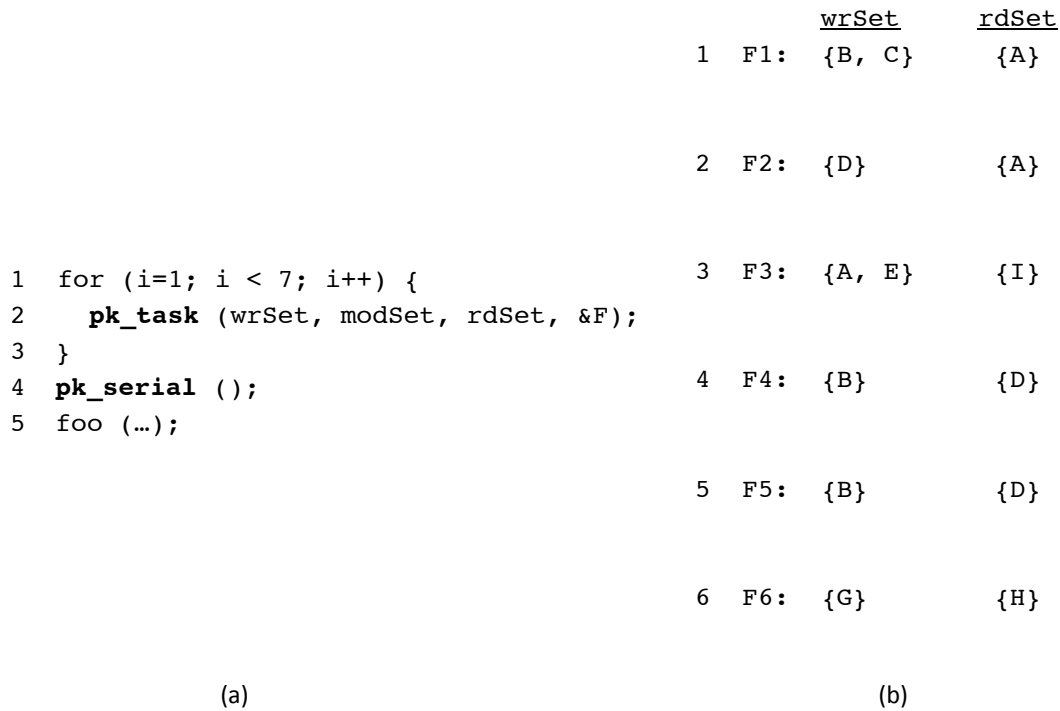 1 for (i=1; i < 7; i++) {
2 pk_task (wrSet, modSet, rdSet, &F);
3 }
4 pk_serial ();
5 foo (…);
(a)
wrSet rdSet
1 F1: {B, C} {A}
2 F2: {D} {A}
3 F3: {A, E} {I}
4 F4: {B} {D}
5 F5: {B} {D}
6 F6: {G} {H}
(b)